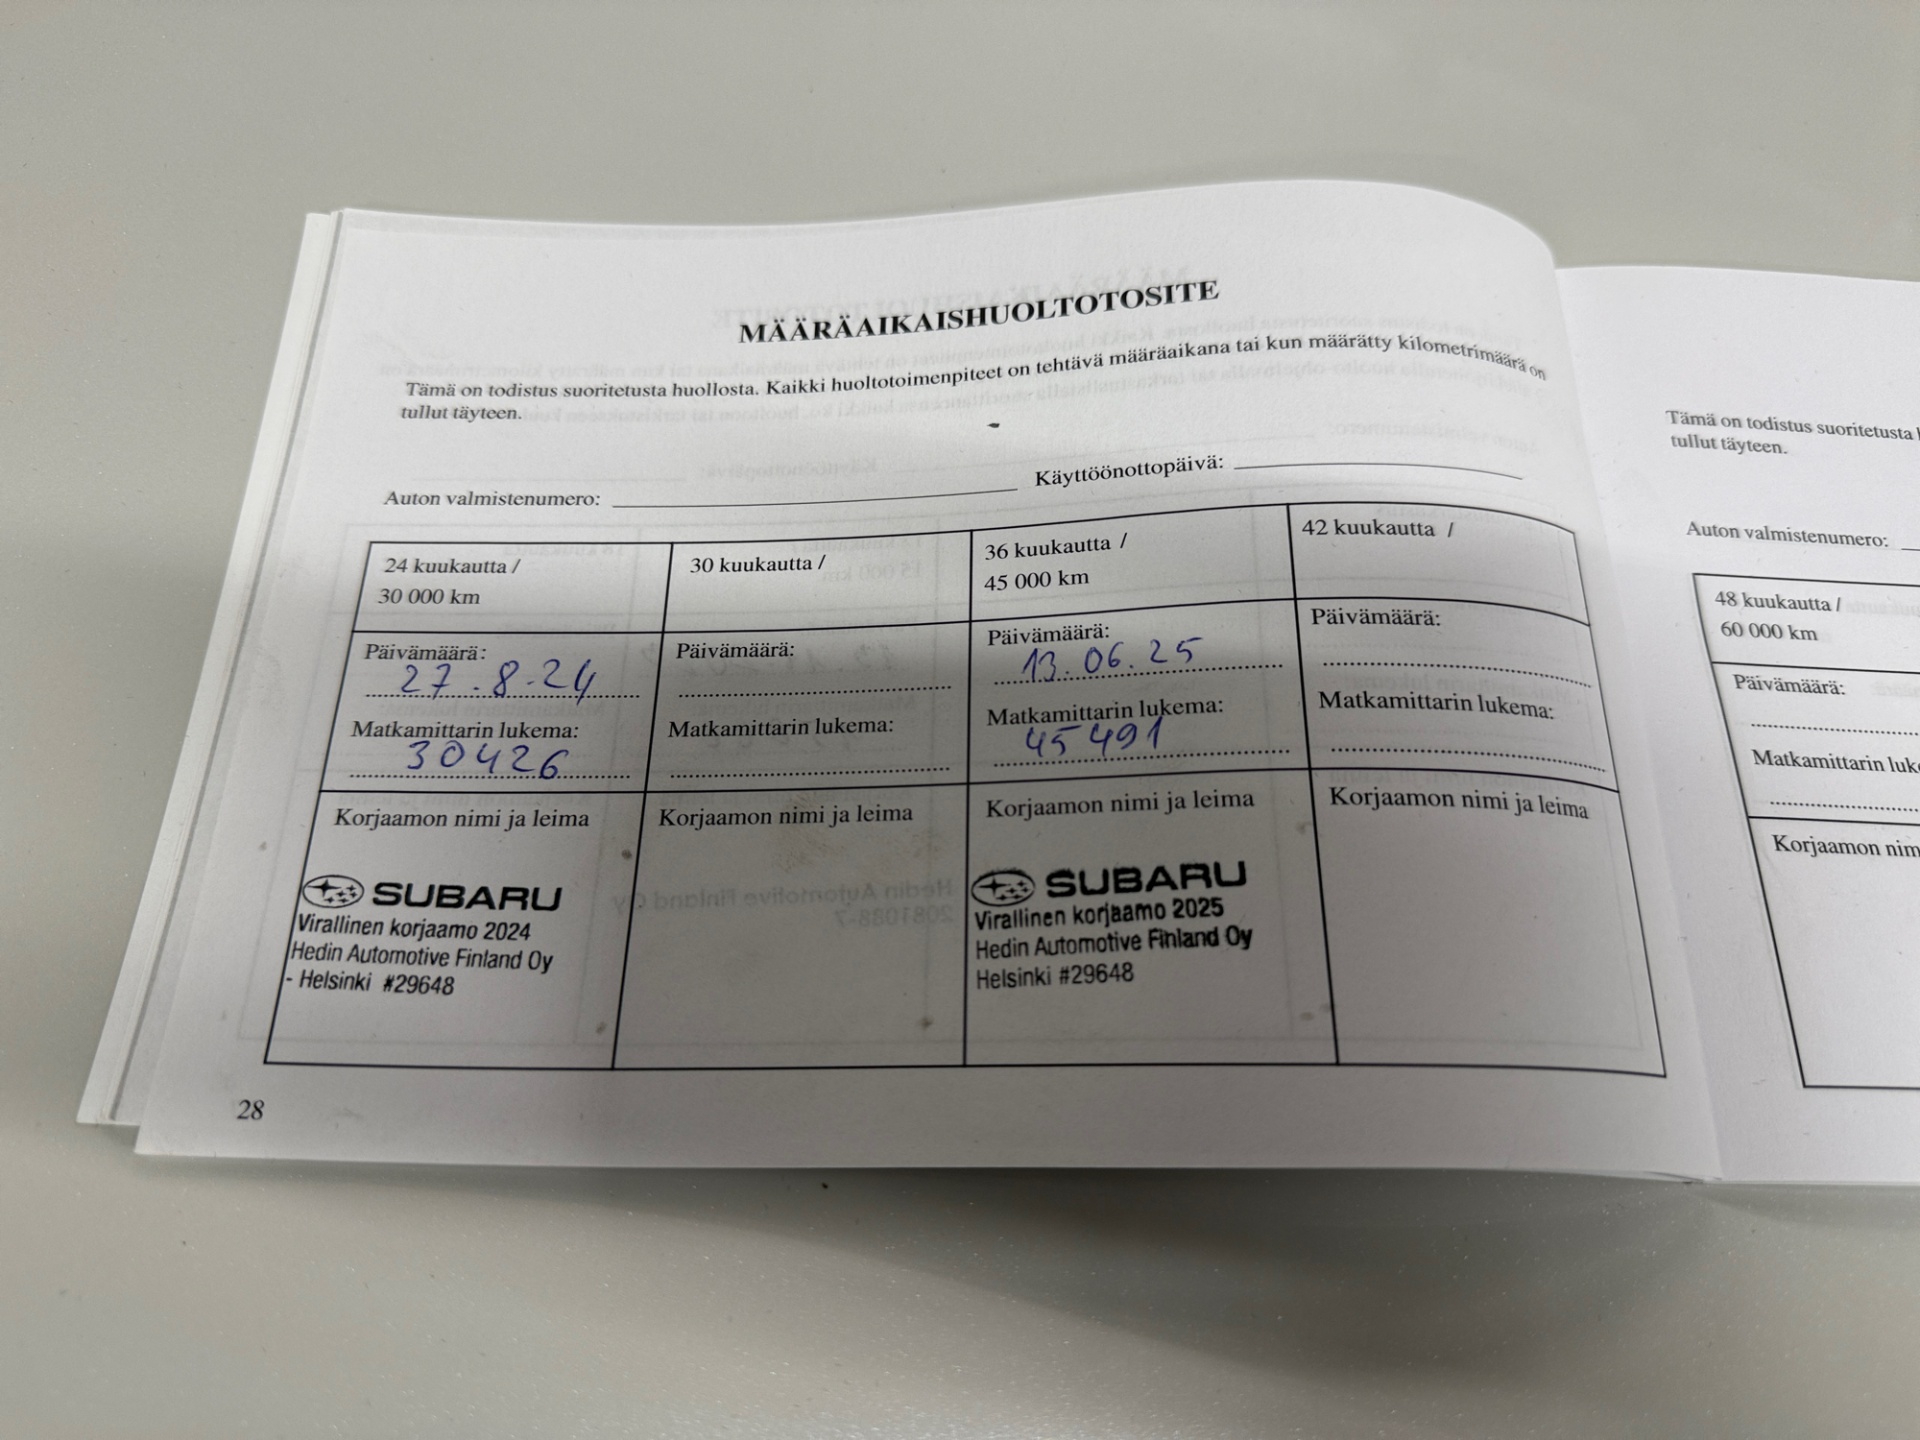 MÄÄRÄAIKAISHUOLTOTOSITE
Tämä on todistus suoritetusta huollosta. Kaikki huoltotoimenpiteet on tehtävä määräaikana tai kun määrätty kilometrimäärä on
tullut täyteen.
Auton valmistenumero:
Käyttöönottopäivä:
24 kuukautta /
30 000 km
Päivämäärä:
27.8.24
Matkamittarin lukema:
30426
Korjaamon nimi ja leima
SUBARU
Virallinen korjaamo 2024
Hedin Automotive Finland Oy
- Helsinki #29648
30 kuukautta /
Päivämäärä:
Matkamittarin lukema:
Korjaamon nimi ja leima
36 kuukautta /
45 000 km
Päivämäärä:
13.06.25
Matkamittarin lukema:
45491
Korjaamon nimi ja leima
SUBARU
Virallinen korjaamo 2025
Hedin Automotive Finland Oy
Helsinki #29648
42 kuukautta /
Päivämäärä:
Matkamittarin lukema:
Korjaamon nimi ja leima
28
Tämä on todistus suoritetusta
tullut täyteen.
Auton valmistenumero:
48 kuukautta /
60 000 km
Päivämäärä:
Matkamittarin
Korjaamon